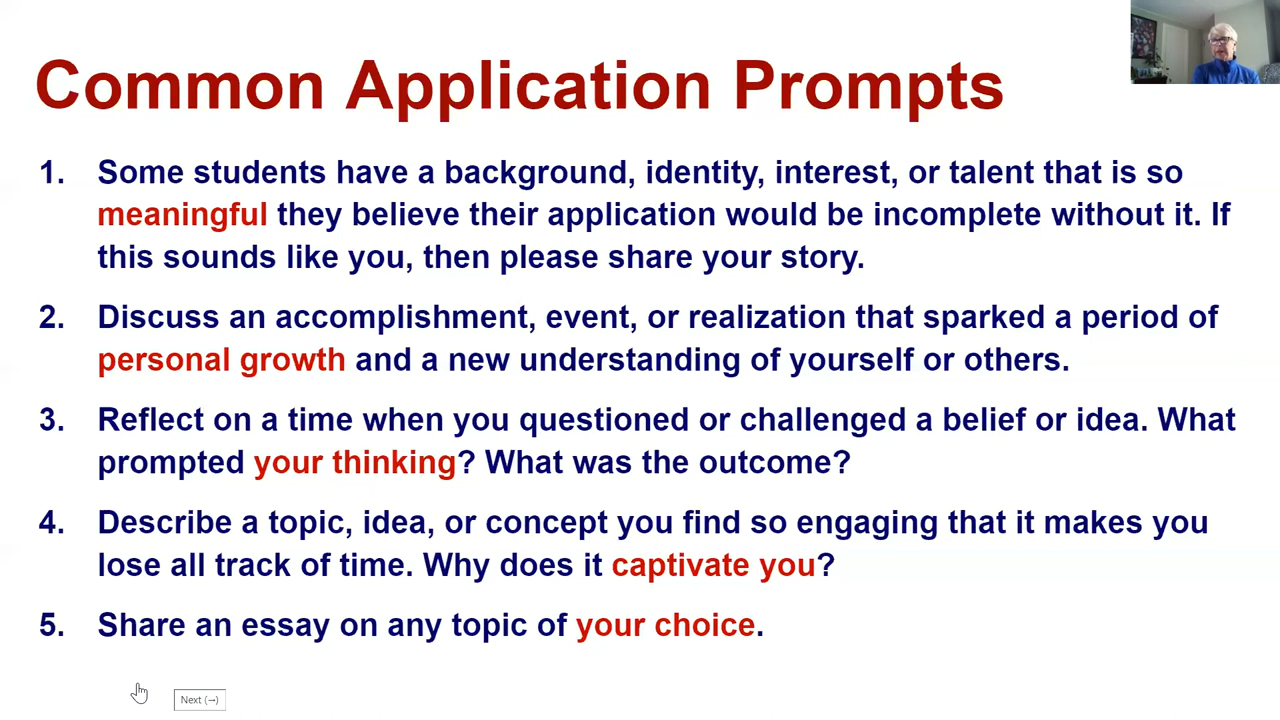 Common Application Prompts
1. Some students have a background, identity, interest, or talent that is so
meaningful they believe their application would be incomplete without it. If
this sounds like you, then please share your story.
2. Discuss an accomplishment, event, or realization that sparked a period of
personal growth and a new understanding of yourself or others.
3. Reflect on a time when you questioned or challenged a belief or idea. What
prompted your thinking? What was the outcome?
4. Describe a topic, idea, or concept you find so engaging that it makes you
lose all track of time. Why does it captivate you?
5. Share an essay on any topic of your choice.
Next (→)